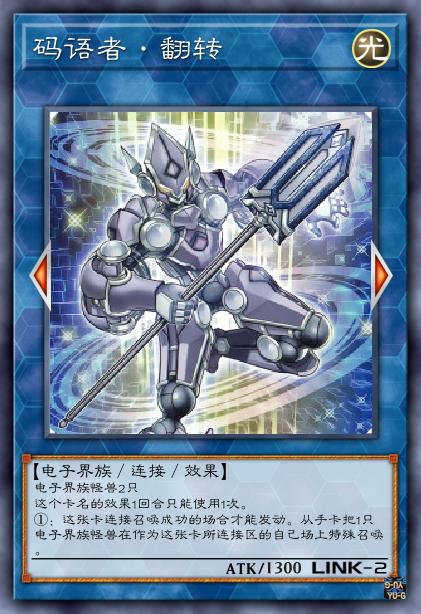 码语者·翻转
光
【电子界族／连接／效果】
电子界族怪兽2只
这个卡名的效果1回合只能使用1次。
①：这张卡连接召唤成功的场合才能发动。从手卡把1只
电子界族怪兽在作为这张卡所连接区的自己场上特殊召唤
。
ATK/1300 LINK-2